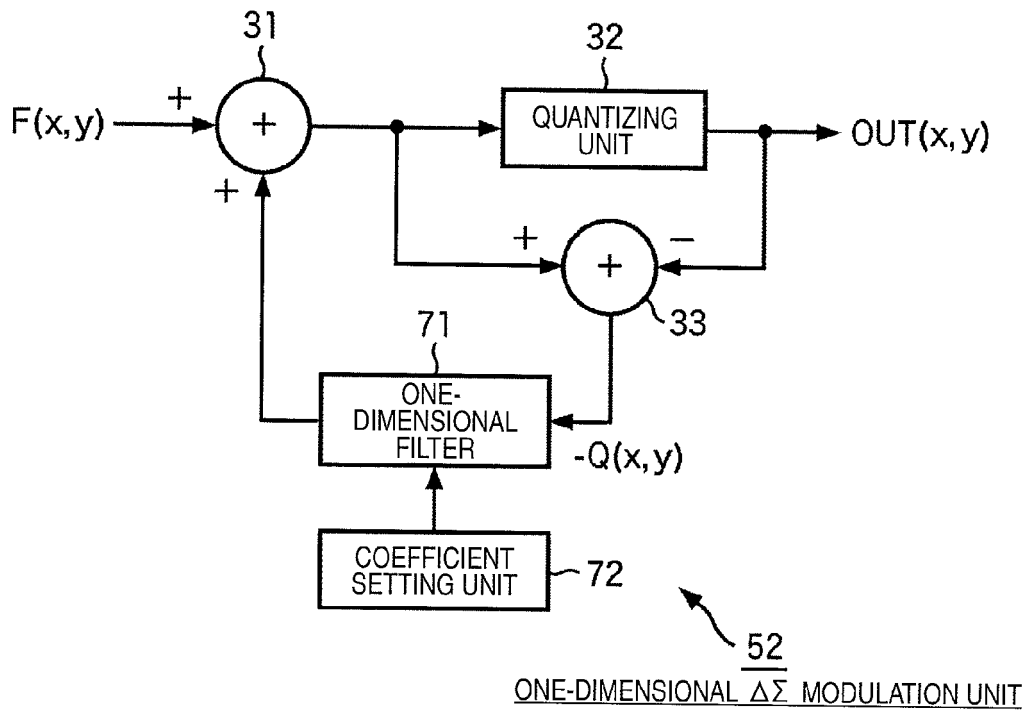 31
32
+
F(x,y)
+
QUANTIZING
UNIT
OUT(x,y)
+
+
−
+
33
71
ONE-
DIMENSIONAL
FILTER
-Q(x,y)
COEFFICIENT
SETTING UNIT
72
52
ONE-DIMENSIONAL ΔΣ MODULATION UNIT